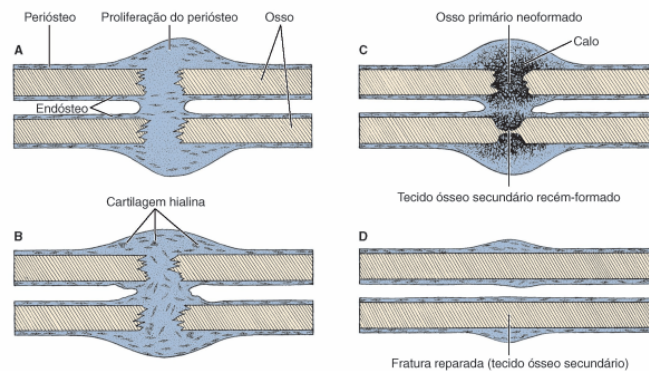 Periósteo
Proliferação do periósteo
Osso
A
Endósteo
Cartilagem hialina
B
Osso primário neoformado
Calo
C
Tecido ósseo secundário recém-formado
D
Fratura reparada (tecido ósseo secundário)